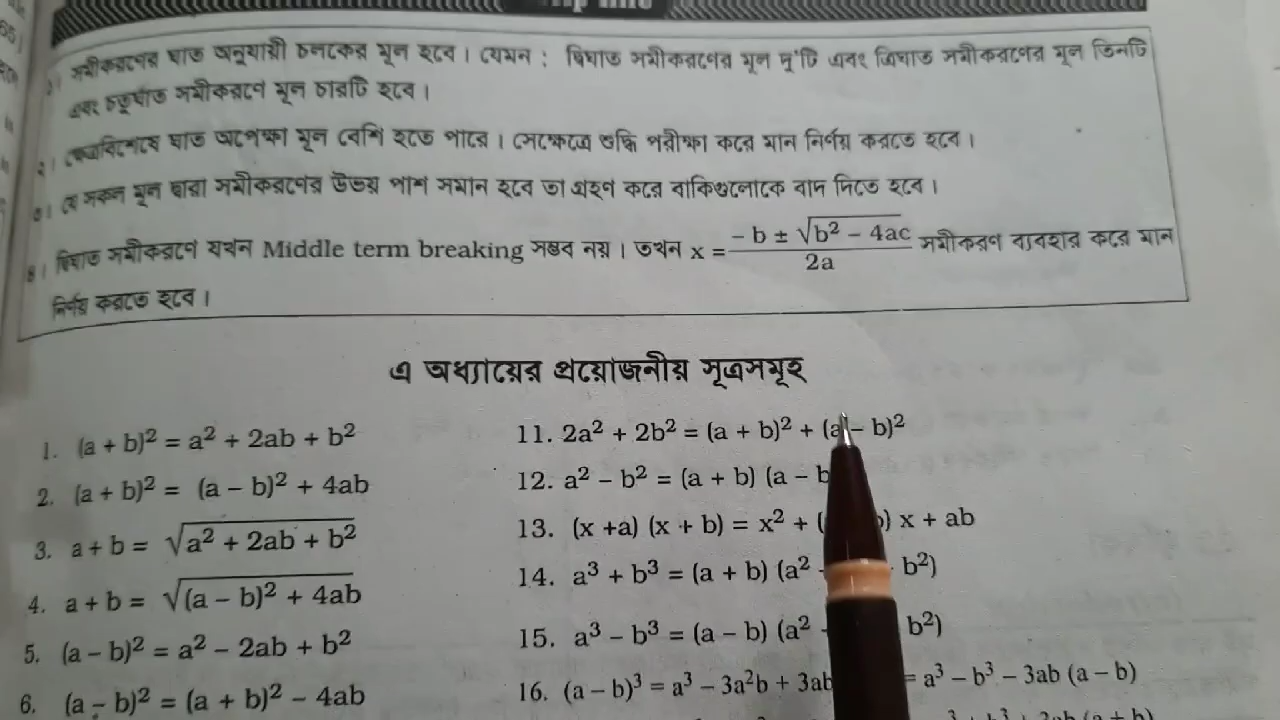 ১। সমীকরণের ঘাত অনুযায়ী চলকের মূল হবে। যেমন : দ্বিঘাত সমীকরণের মূল দু'টি এবং ত্রিঘাত সমীকরণের মূল তিনটি
এবং চতুর্ঘাত সমীকরণে মূল চারটি হবে।
২। ক্ষেত্রবিশেষে ঘাত অপেক্ষা মূল বেশি হতে পারে। সেক্ষেত্রে শুদ্ধি পরীক্ষা করে মান নির্ণয় করতে হবে।
৩। যে সকল মূল দ্বারা সমীকরণের উভয় পাশ সমান হবে তা গ্রহণ করে বাকিগুলোকে বাদ দিতে হবে।
৪। দ্বিঘাত সমীকরণে যখন Middle term breaking সম্ভব নয়। তখন x = (– b ± √(b² – 4ac))/2a সমীকরণ ব্যবহার করে মান
নির্ণয় করতে হবে।
এ অধ্যায়ের প্রয়োজনীয় সূত্রসমূহ
1. (a + b)² = a² + 2ab + b²
2. (a + b)² = (a – b)² + 4ab
3. a + b = √(a² + 2ab + b²)
4. a + b = √((a – b)² + 4ab)
5. (a – b)² = a² – 2ab + b²
6. (a – b)² = (a + b)² – 4ab
11. 2a² + 2b² = (a + b)² + (a – b)²
12. a² – b² = (a + b) (a – b
13. (x +a) (x + b) = x² + ( ) x + ab
14. a³ + b³ = (a + b) (a² b²)
15. a³ – b³ = (a – b) (a² b²)
16. (a – b)³ = a³ – 3a²b + 3ab = a³ – b³ – 3ab (a – b)